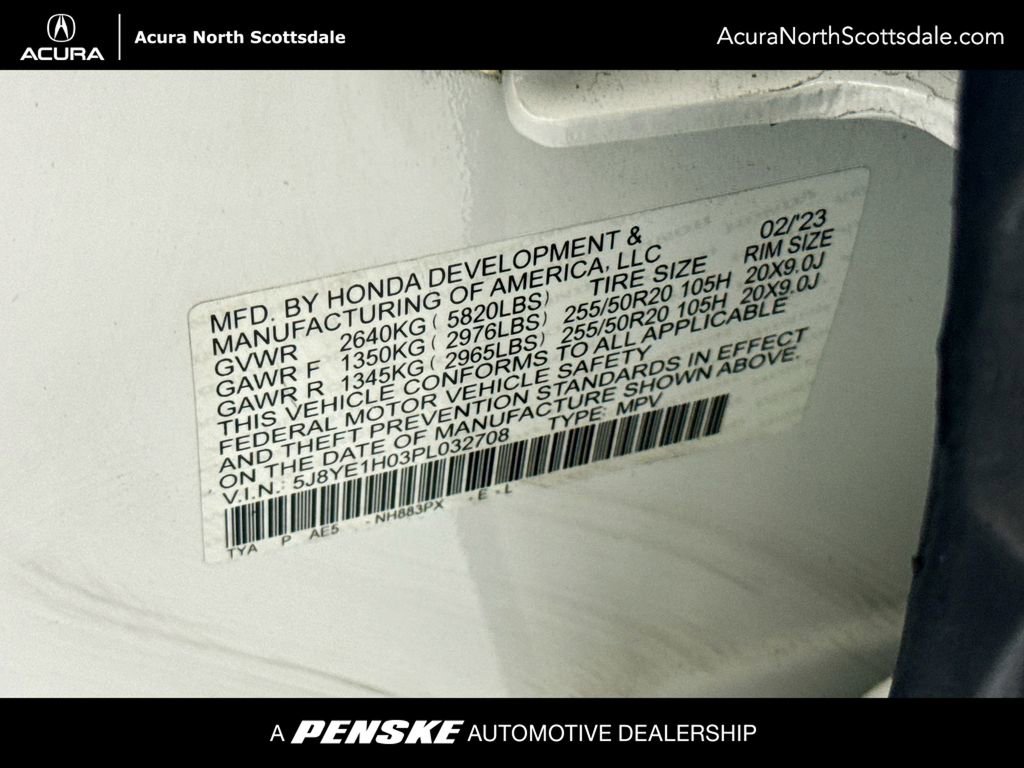 ACURA
Acura North Scottsdale
AcuraNorthScottsdale.com
02/'23
MFD. BY HONDA DEVELOPMENT &
MANUFACTURING OF AMERICA, LLC
TIRE SIZE RIM SIZE
GVWR 2640KG ( 5820LBS)
GAWR F 1350KG ( 2976LBS) 255/50R20 105H 20X9.0J
GAWR R 1345KG ( 2965LBS) 255/50R20 105H 20X9.0J
THIS VEHICLE CONFORMS TO ALL APPLICABLE
FEDERAL MOTOR VEHICLE SAFETY
AND THEFT PREVENTION STANDARDS IN EFFECT
ON THE DATE OF MANUFACTURE SHOWN ABOVE.
V.I.N.: 5J8YE1H03PL032708 TYPE: MPV
TYA P AE5 - NH883PX - E - L
A PENSKE AUTOMOTIVE DEALERSHIP